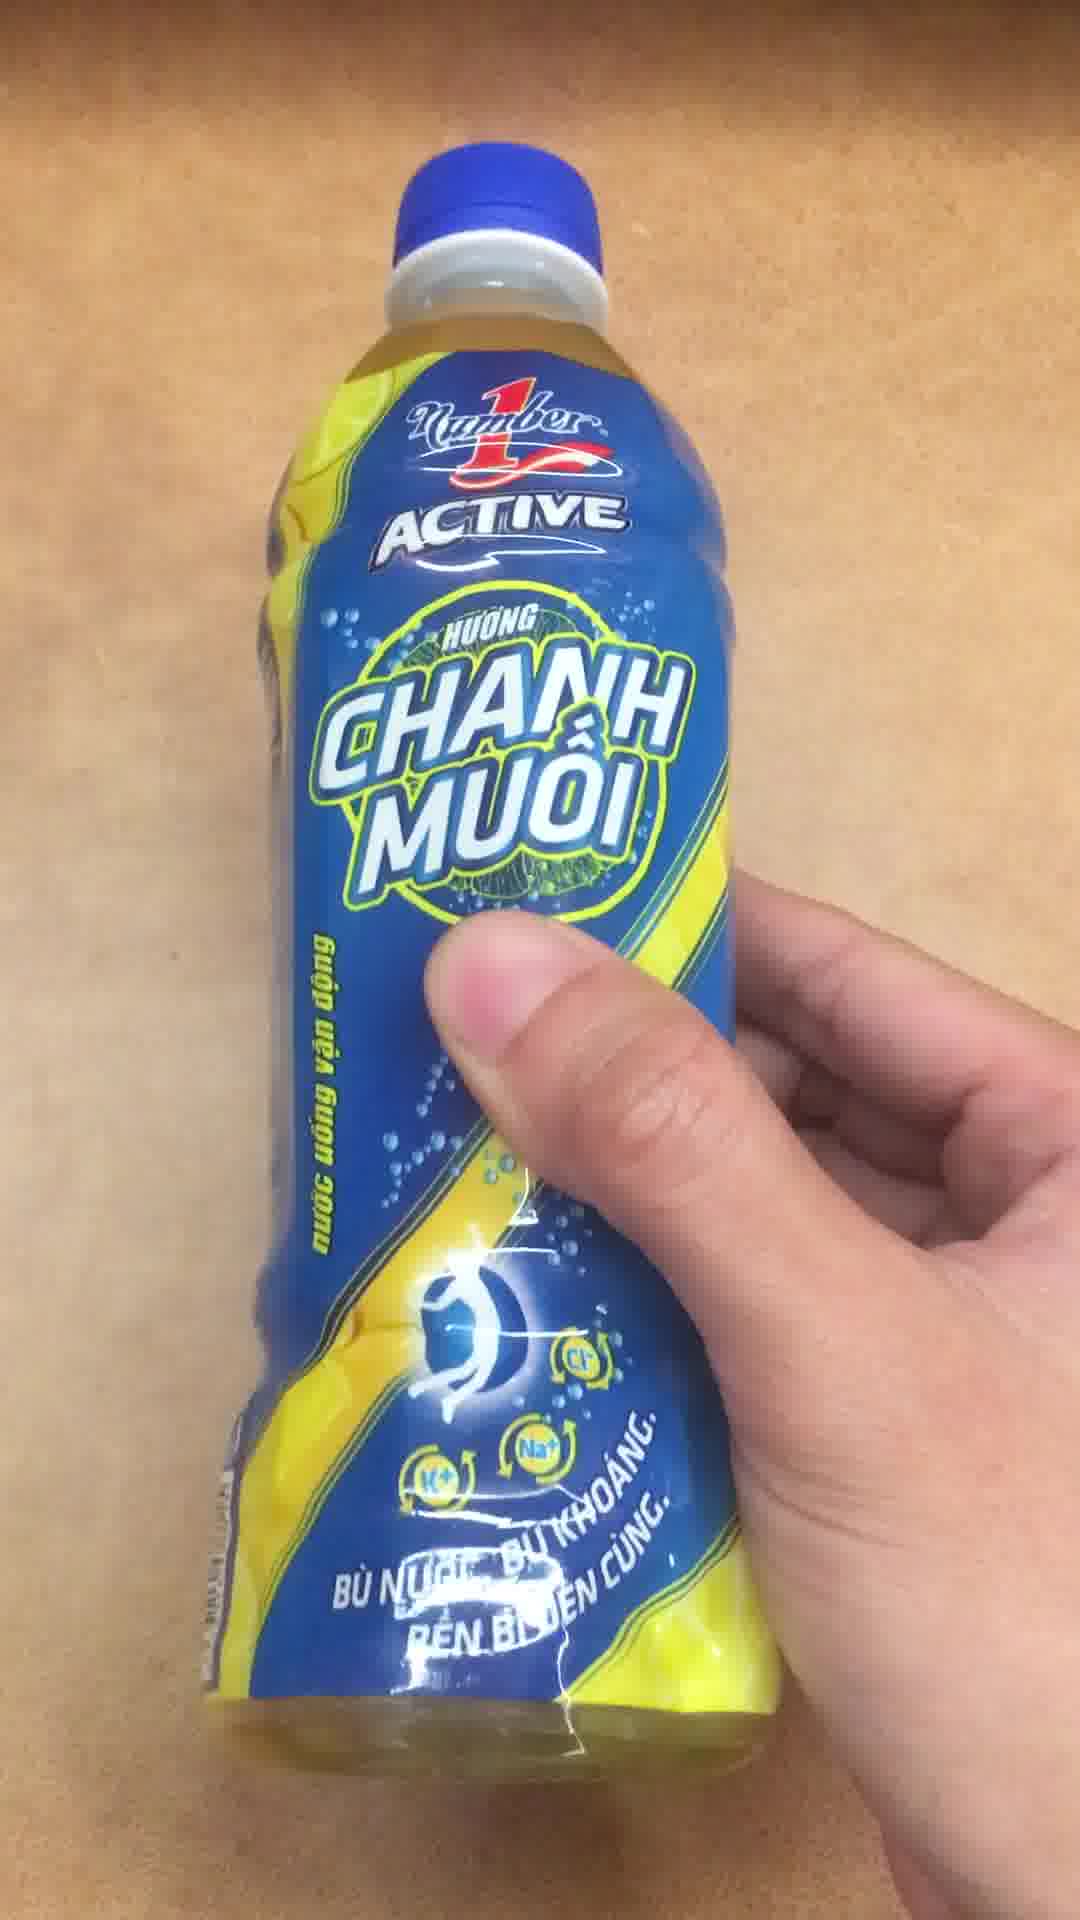 Number
1
ACTIVE
HƯƠNG
CHANH
MUỐI
nước uống vận động
Cl-
Na+
K+
BÙ NƯỚC, BÙ KHOÁNG,
BỀN BỈ ĐẾN CÙNG.